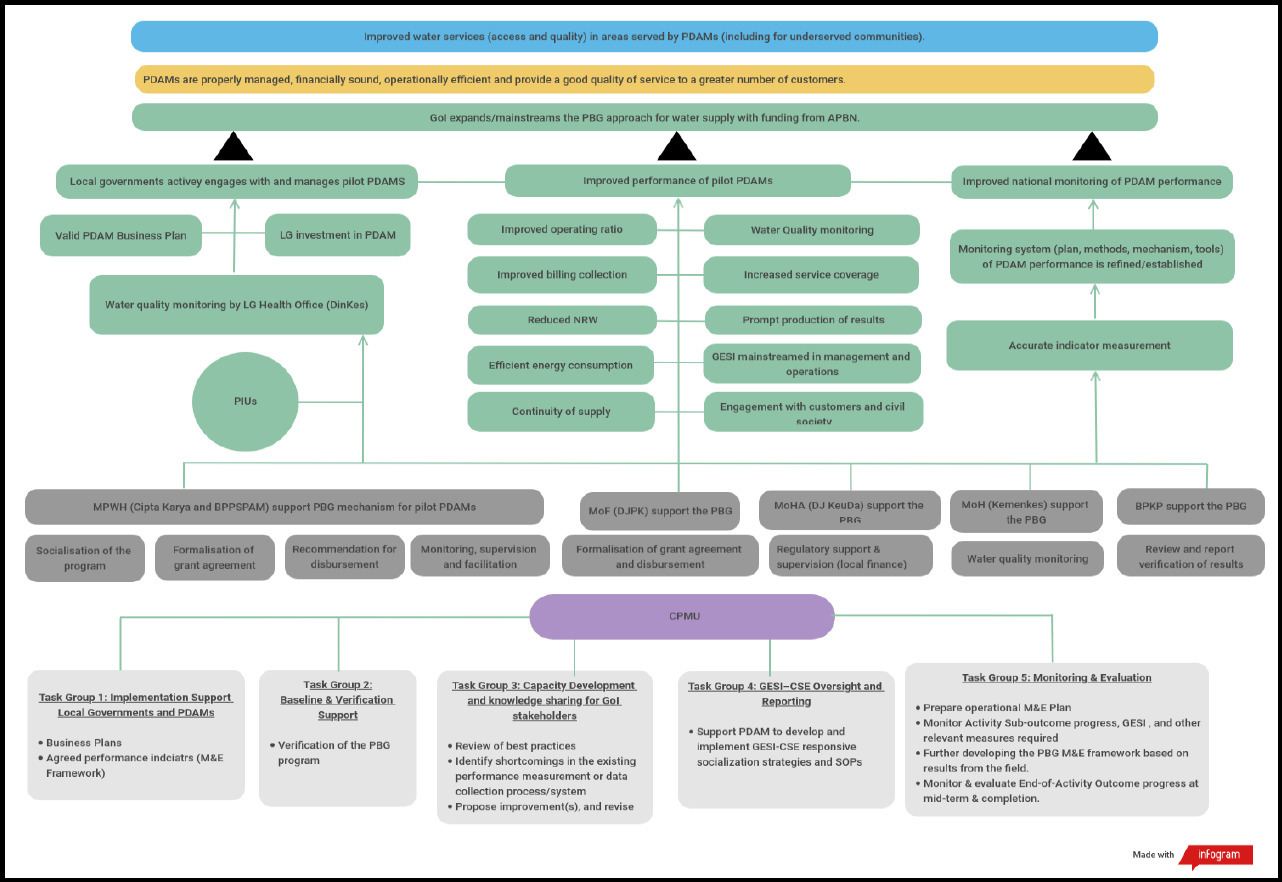 Improved water services (access and quality) in areas served by PDAMs (including for underserved communities).
PDAMs are properly managed, financially sound, operationally efficient and provide a good quality of service to a greater number of customers.
GoI expands/mainstreams the PBG approach for water supply with funding from APBN.
Local governments activey engages with and manages pilot PDAMS
Improved performance of pilot PDAMs
Improved national monitoring of PDAM performance
Valid PDAM Business Plan
LG investment in PDAM
Water quality monitoring by LG Health Office (DinKes)
PIUs
Improved operating ratio
Water Quality monitoring
Improved billing collection
Increased service coverage
Reduced NRW
Prompt production of results
Efficient energy consumption
GESI mainstreamed in management and
operations
Continuity of supply
Engagement with customers and civil
society
Monitoring system (plan, methods, mechanism, tools)
of PDAM performance is refined/established
Accurate indicator measurement
MPWH (Cipta Karya and BPPSPAM) support PBG mechanism for pilot PDAMs
MoF (DJPK) support the PBG
MoHA (DJ KeuDa) support the
PBG
MoH (Kemenkes) support
the PBG
BPKP support the PBG
Socialisation of the
program
Formalisation of
grant agreement
Recommendation for
disbursement
Monitoring, supervision
and facilitation
Formalisation of grant agreement
and disbursement
Regulatory support &
supervision (local finance)
Water quality monitoring
Review and report
verification of results
CPMU
Task Group 1: Implementation Support
Local Governments and PDAMs
• Business Plans
• Agreed performance indciatrs (M&E
Framework)
Task Group 2:
Baseline & Verification
Support
• Verification of the PBG
program
Task Group 3: Capacity Development
and knowledge sharing for GoI
stakeholders
• Review of best practices
• Identify shortcomings in the existing
performance measurement or data
collection process/system
• Propose improvement(s), and revise
Task Group 4: GESI–CSE Oversight and
Reporting
• Support PDAM to develop and
implement GESI-CSE responsive
socialization strategies and SOPs
Task Group 5: Monitoring & Evaluation
• Prepare operational M&E Plan
• Monitor Activity Sub-outcome progress, GESI , and other
relevant measures required
• Further developing the PBG M&E framework based on
results from the field.
• Monitor & evaluate End-of-Activity Outcome progress at
mid-term & completion.
Made with infogram